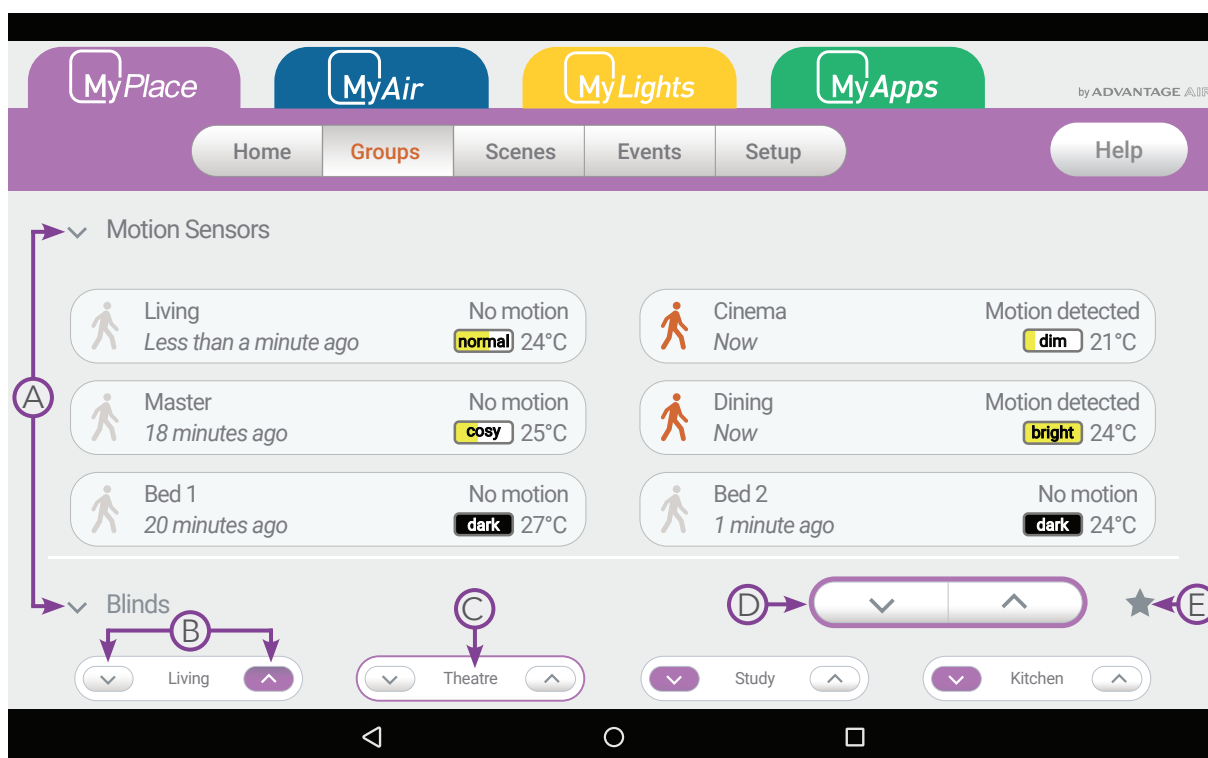 MyPlace
MyAir
MyLights
MyApps
by ADVANTAGE AIR
Home
Groups
Scenes
Events
Setup
Help
Motion Sensors
Living
No motion
Less than a minute ago
normal 24°C
Cinema
Motion detected
Now
dim 21°C
A
Master
No motion
18 minutes ago
cosy 25°C
Dining
Motion detected
Now
bright 24°C
Bed 1
No motion
20 minutes ago
dark 27°C
Bed 2
No motion
1 minute ago
dark 24°C
Blinds
B
C
D
E
Living
Theatre
Study
Kitchen